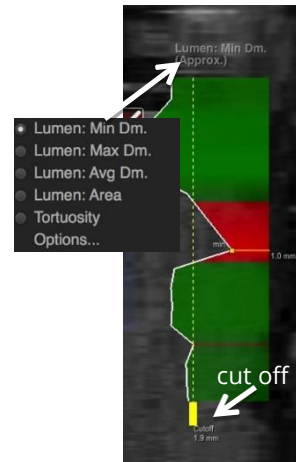 Lumen: Min Dm.
(Approx.)
Lumen: Min Dm.
Lumen: Max Dm.
Lumen: Avg Dm.
Lumen: Area
Tortuosity
Options...
min
1.0 mm
cut off
Cutoff
1.9 mm